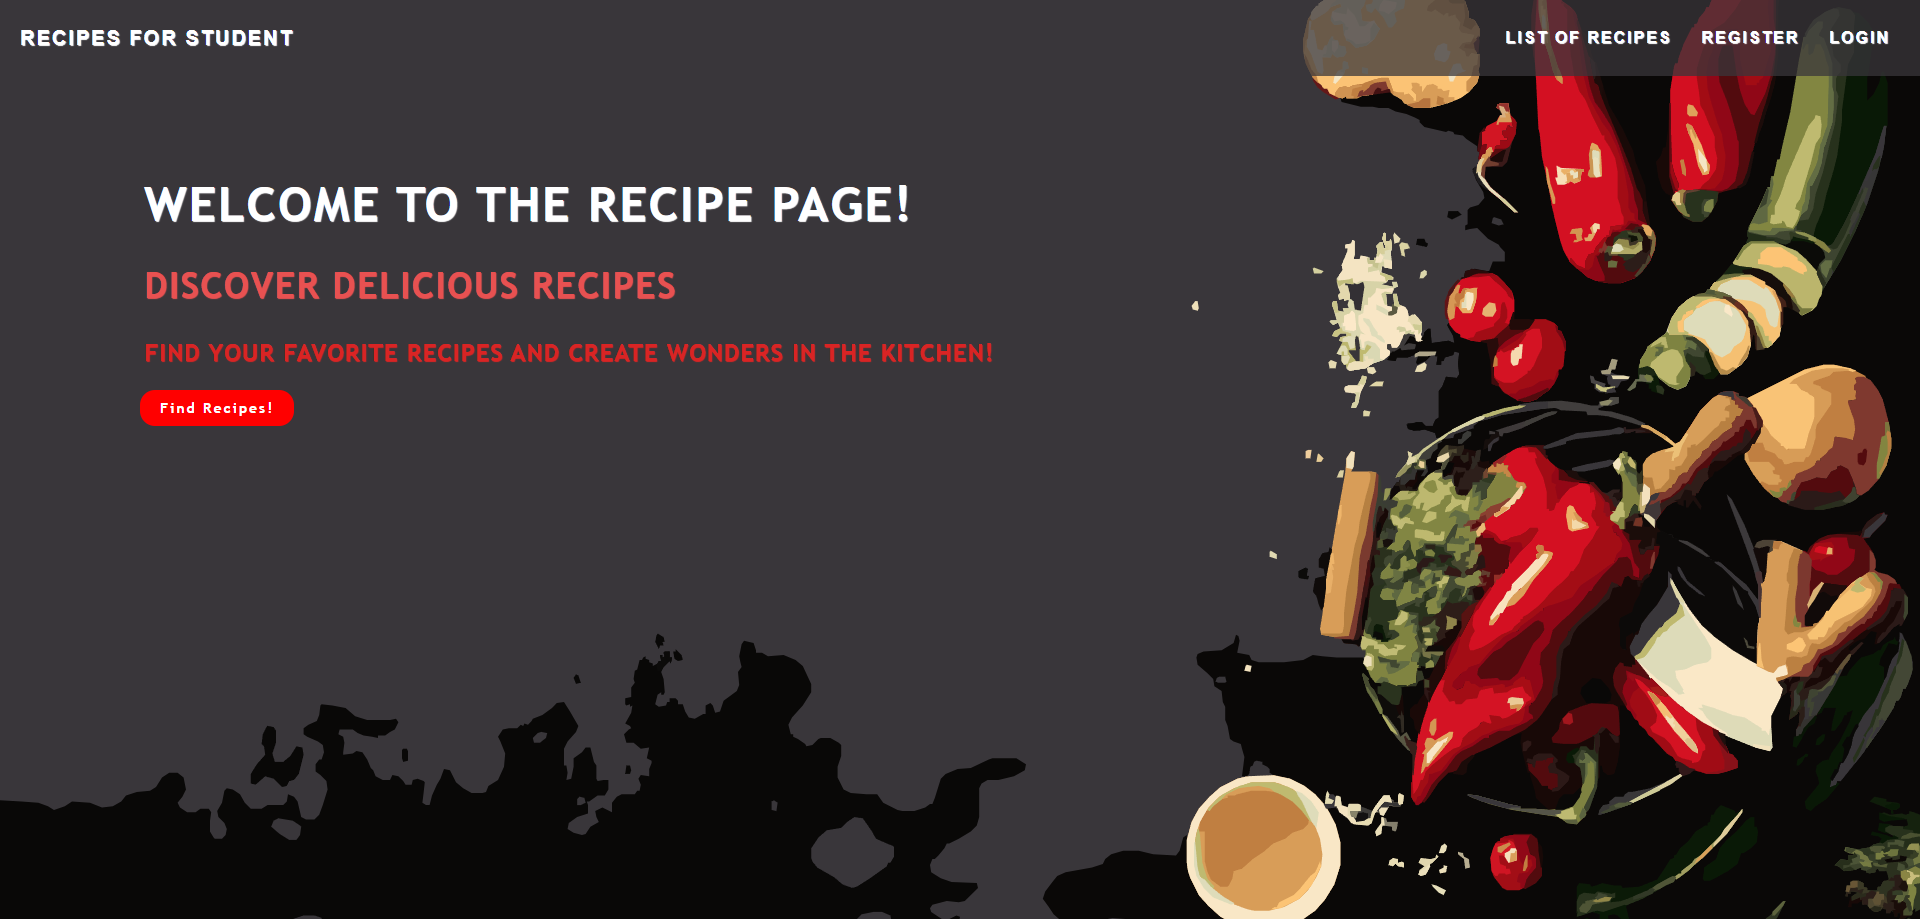 RECIPES FOR STUDENT
LIST OF RECIPES REGISTER LOGIN
WELCOME TO THE RECIPE PAGE!
DISCOVER DELICIOUS RECIPES
FIND YOUR FAVORITE RECIPES AND CREATE WONDERS IN THE KITCHEN!
Find Recipes!